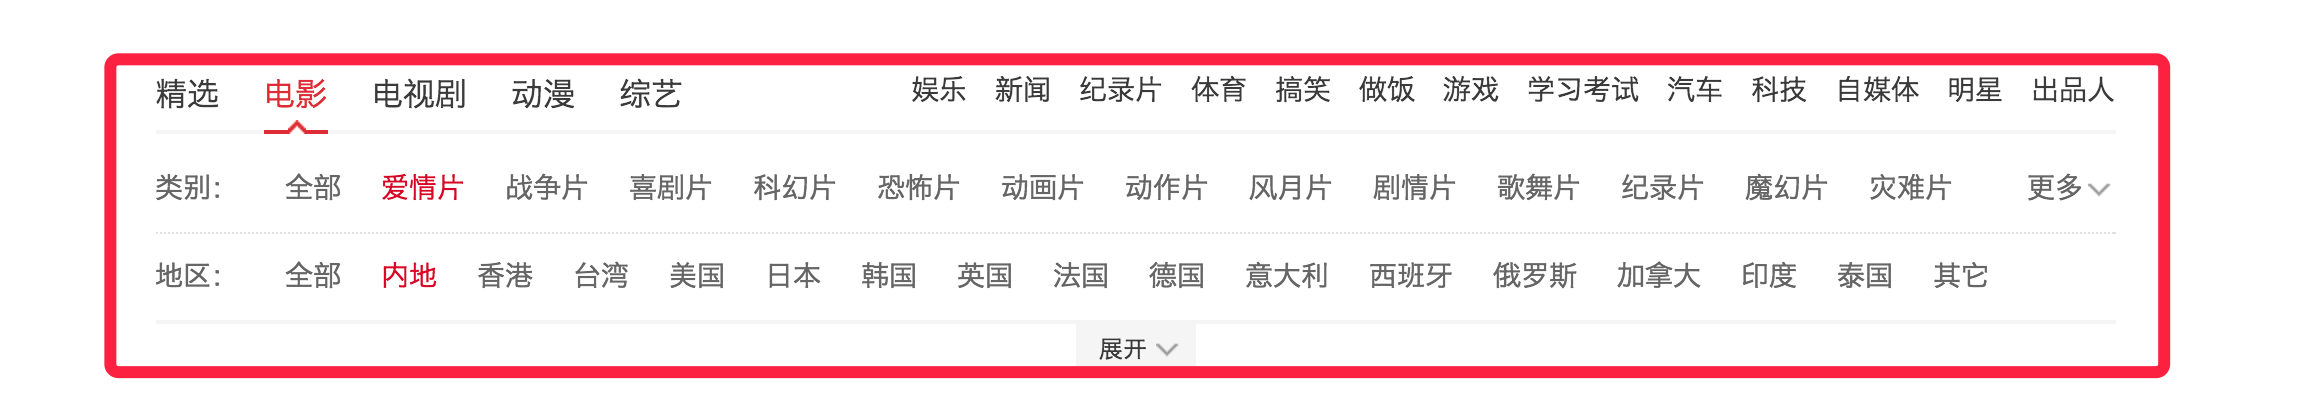 精选 电影 电视剧 动漫 综艺 娱乐 新闻 纪录片 体育 搞笑 做饭 游戏 学习考试 汽车 科技 自媒体 明星 出品人
类别: 全部 爱情片 战争片 喜剧片 科幻片 恐怖片 动画片 动作片 风月片 剧情片 歌舞片 纪录片 魔幻片 灾难片 更多
地区: 全部 内地 香港 台湾 美国 日本 韩国 英国 法国 德国 意大利 西班牙 俄罗斯 加拿大 印度 泰国 其它
展开